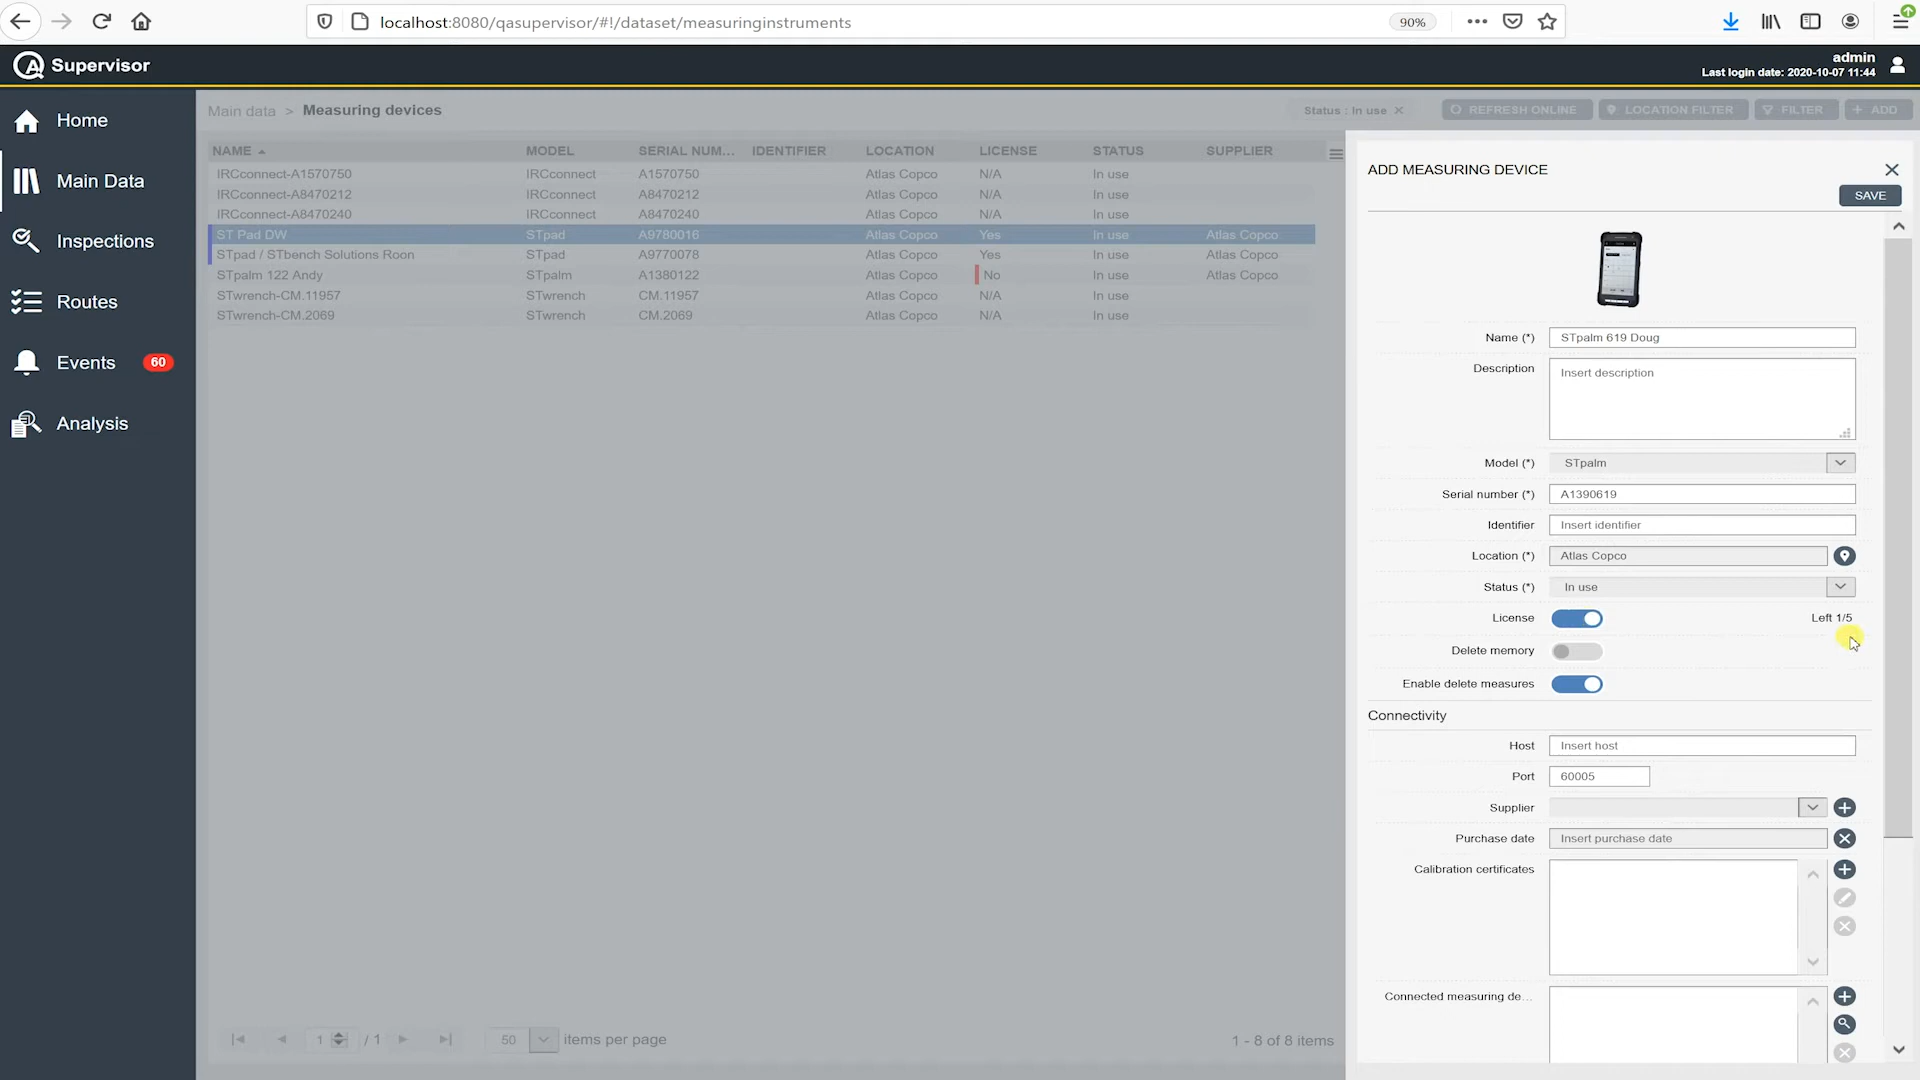 localhost:8080/qasupervisor/#!/dataset/measuringinstruments
90%
QA Supervisor
admin
Last login date: 2020-10-07 11:44
Home
Main Data
Inspections
Routes
Events 60
Analysis
Main data > Measuring devices
Status : In use
REFRESH ONLINE
LOCATION FILTER
FILTER
+ ADD
NAME MODEL SERIAL NUM... IDENTIFIER LOCATION LICENSE STATUS SUPPLIER
IRCconnect-A1570750 IRCconnect A1570750 Atlas Copco N/A In use
IRCconnect-A8470212 IRCconnect A8470212 Atlas Copco N/A In use
IRCconnect-A8470240 IRCconnect A8470240 Atlas Copco N/A In use
ST Pad DW STpad A9780016 Atlas Copco Yes In use Atlas Copco
STpad / STbench Solutions Roon STpad A9770078 Atlas Copco Yes In use Atlas Copco
STpalm 122 Andy STpalm A1380122 Atlas Copco No In use Atlas Copco
STwrench-CM.11957 STwrench CM.11957 Atlas Copco N/A In use
STwrench-CM.2069 STwrench CM.2069 Atlas Copco N/A In use
1 / 1
50 items per page
1 - 8 of 8 items
ADD MEASURING DEVICE
SAVE
Name (*) STpalm 619 Doug
Description Insert description
Model (*) STpalm
Serial number (*) A1390619
Identifier Insert identifier
Location (*) Atlas Copco
Status (*) In use
License Left 1/5
Delete memory
Enable delete measures
Connectivity
Host Insert host
Port 60005
Supplier
Purchase date Insert purchase date
Calibration certificates
Connected measuring de...